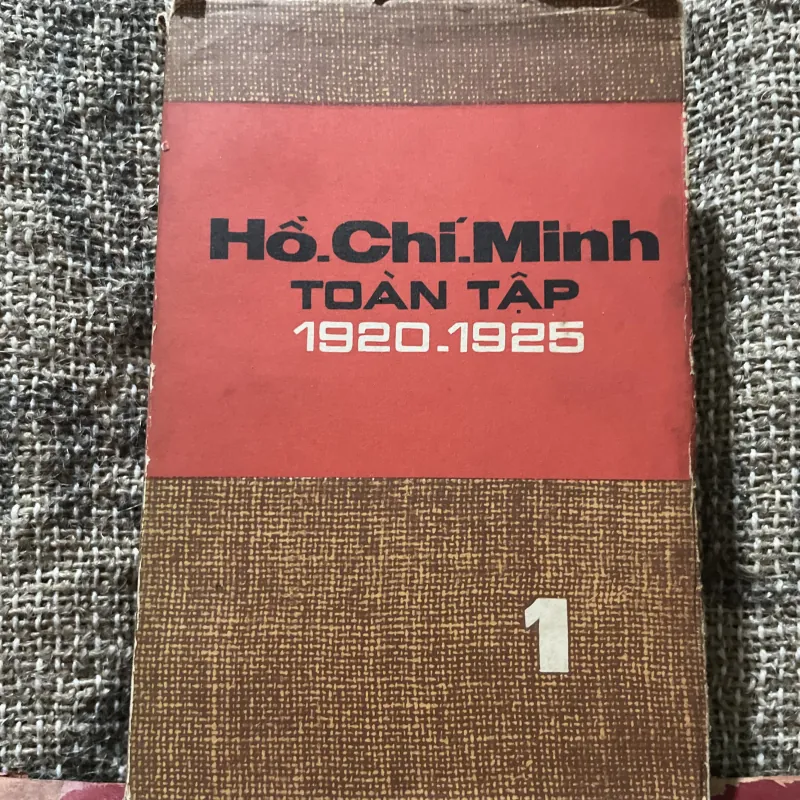 Hồ-Chí-Minh
TOÀN TẬP
1920-1925
1